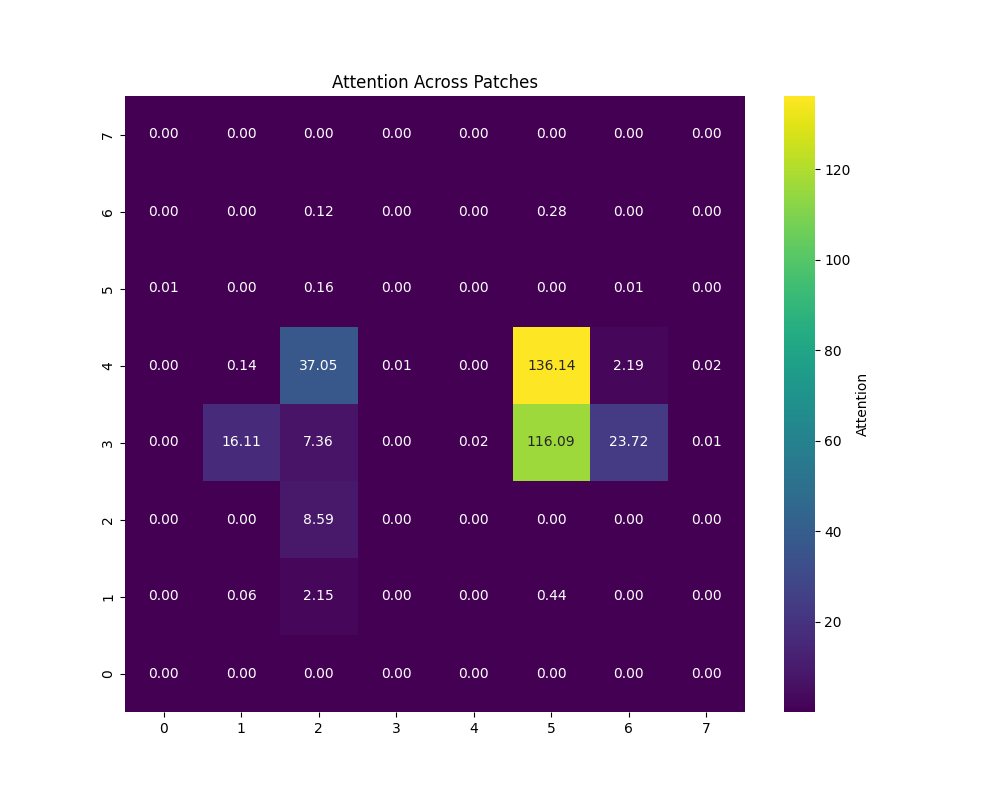 Attention Across Patches
7 0.00 0.00 0.00 0.00 0.00 0.00 0.00 0.00
6 0.00 0.00 0.12 0.00 0.00 0.28 0.00 0.00
5 0.01 0.00 0.16 0.00 0.00 0.00 0.01 0.00
4 0.00 0.14 37.05 0.01 0.00 136.14 2.19 0.02
3 0.00 16.11 7.36 0.00 0.02 116.09 23.72 0.01
2 0.00 0.00 8.59 0.00 0.00 0.00 0.00 0.00
1 0.00 0.06 2.15 0.00 0.00 0.44 0.00 0.00
0 0.00 0.00 0.00 0.00 0.00 0.00 0.00 0.00
0 1 2 3 4 5 6 7
120
100
80
60
40
20
Attention